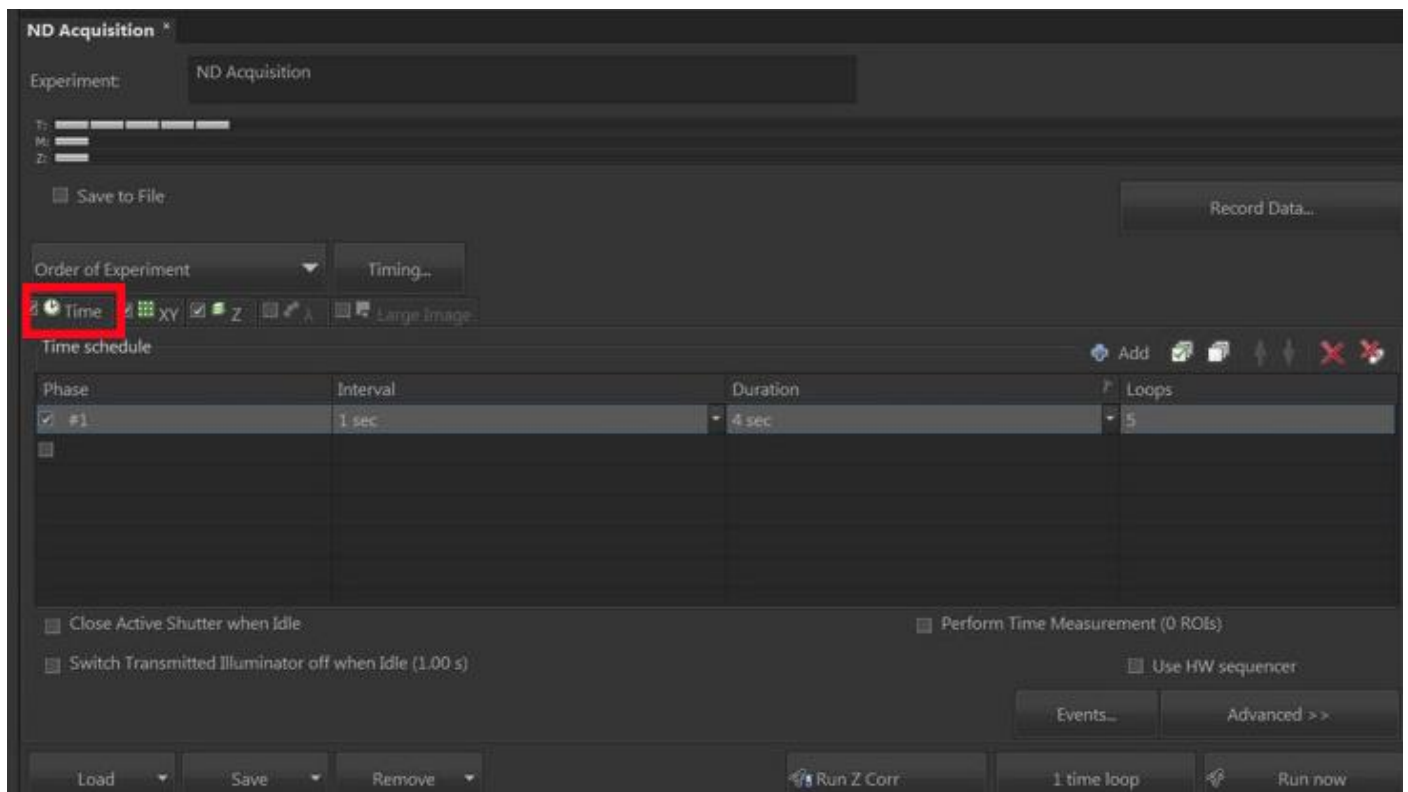 ND Acquisition *
Experiment: ND Acquisition
T:
M:
Z:
Save to File
Record Data...
Order of Experiment Timing...
Time XY Z λ Large Image
Time schedule Add
Phase Interval Duration Loops
#1 1 sec 4 sec 5
Close Active Shutter when Idle Perform Time Measurement (0 ROIs)
Switch Transmitted Illuminator off when Idle (1.00 s) Use HW sequencer
Events... Advanced >>
Load Save Remove Run Z Corr 1 time loop Run now